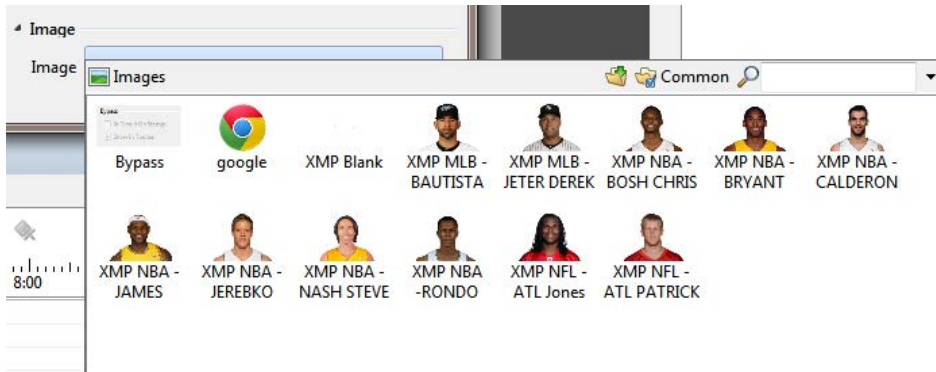 Image
Image
Images
Common
Bypass
google
XMP Blank
XMP MLB -
BAUTISTA
XMP MLB -
JETER DEREK
XMP NBA -
BOSH CHRIS
XMP NBA -
BRYANT
XMP NBA -
CALDERON
XMP NBA -
JAMES
XMP NBA -
JEREBKO
XMP NBA -
NASH STEVE
XMP NBA
-RONDO
XMP NFL -
ATL Jones
XMP NFL -
ATL PATRICK
8:00